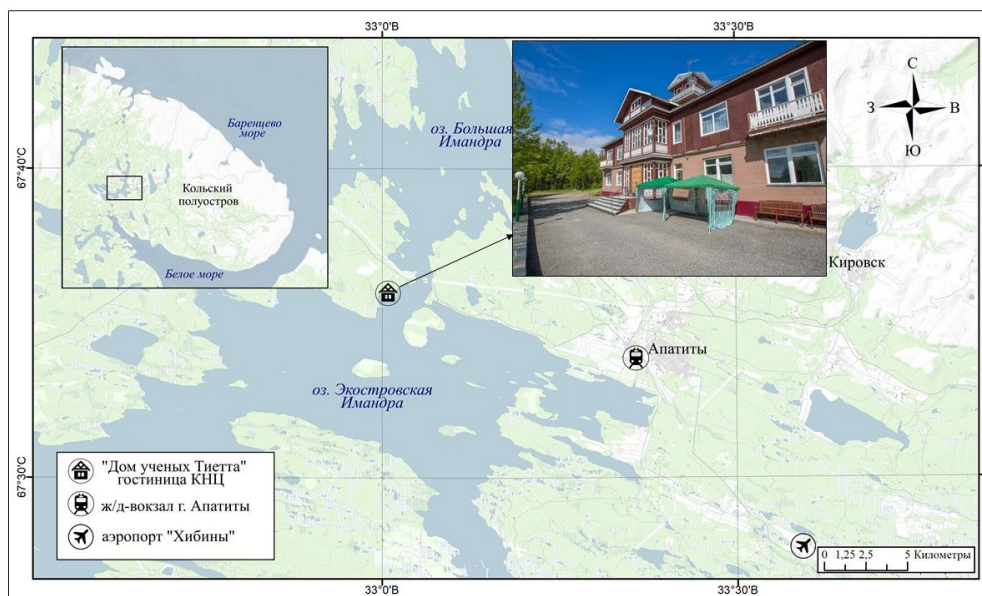 33°0'В
33°30'В
67°40'С
67°30'С
Баренцево
море
Кольский
полуостров
Белое море
оз. Большая
Имандра
С
З
В
Ю
Кировск
Апатиты
оз. Экостровская
Имандра
"Дом ученых Тиетта"
гостиница КНЦ
ж/д-вокзал г. Апатиты
аэропорт "Хибины"
0 1,25 2,5 5 Километры
33°0'В
33°30'В